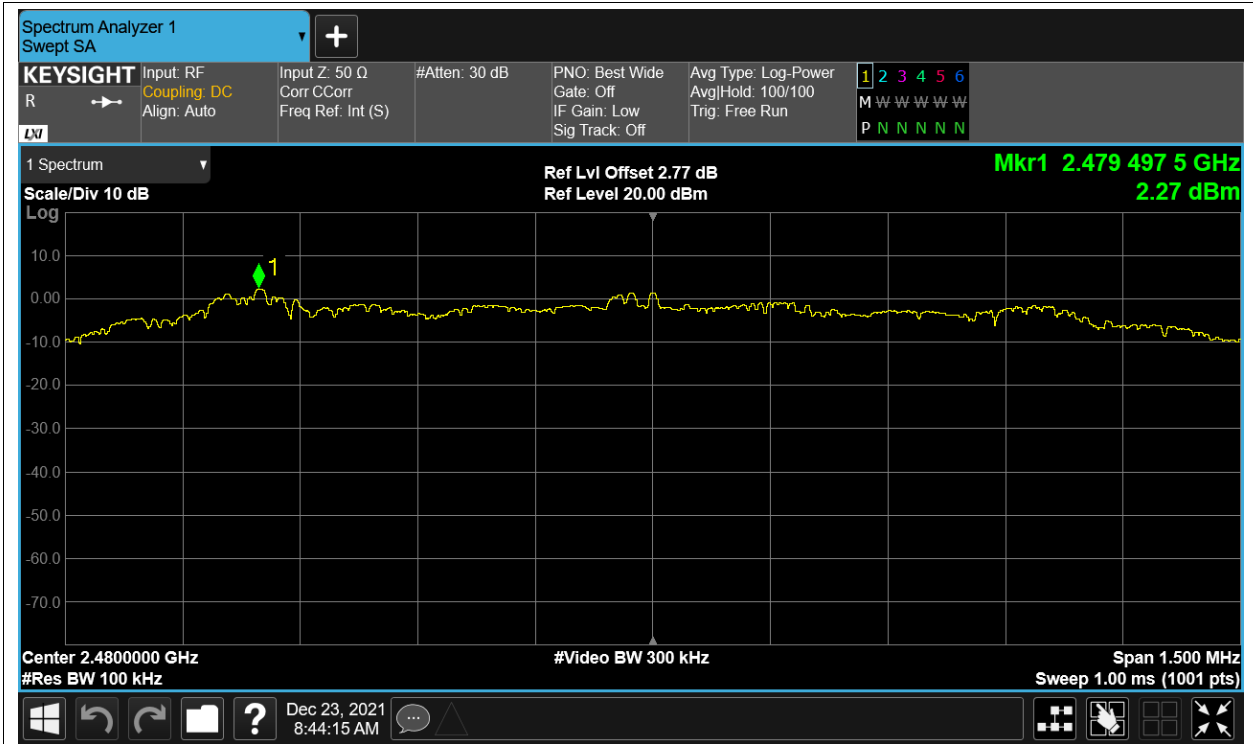 Spectrum Analyzer 1
Swept SA
KEYSIGHT
R
LXI
Input: RF
Coupling: DC
Align: Auto
Input Z: 50 Ω
Corr CCorr
Freq Ref: Int (S)
#Atten: 30 dB
PNO: Best Wide
Gate: Off
IF Gain: Low
Sig Track: Off
Avg Type: Log-Power
Avg|Hold: 100/100
Trig: Free Run
1 2 3 4 5 6
M W W W W W
P N N N N N
1 Spectrum
Scale/Div 10 dB
Log
Ref Lvl Offset 2.77 dB
Ref Level 20.00 dBm
Mkr1 2.479 497 5 GHz
2.27 dBm
10.0
1
0.00
-10.0
-20.0
-30.0
-40.0
-50.0
-60.0
-70.0
Center 2.4800000 GHz
#Video BW 300 kHz
Span 1.500 MHz
#Res BW 100 kHz
Sweep 1.00 ms (1001 pts)
?
Dec 23, 2021
8:44:15 AM